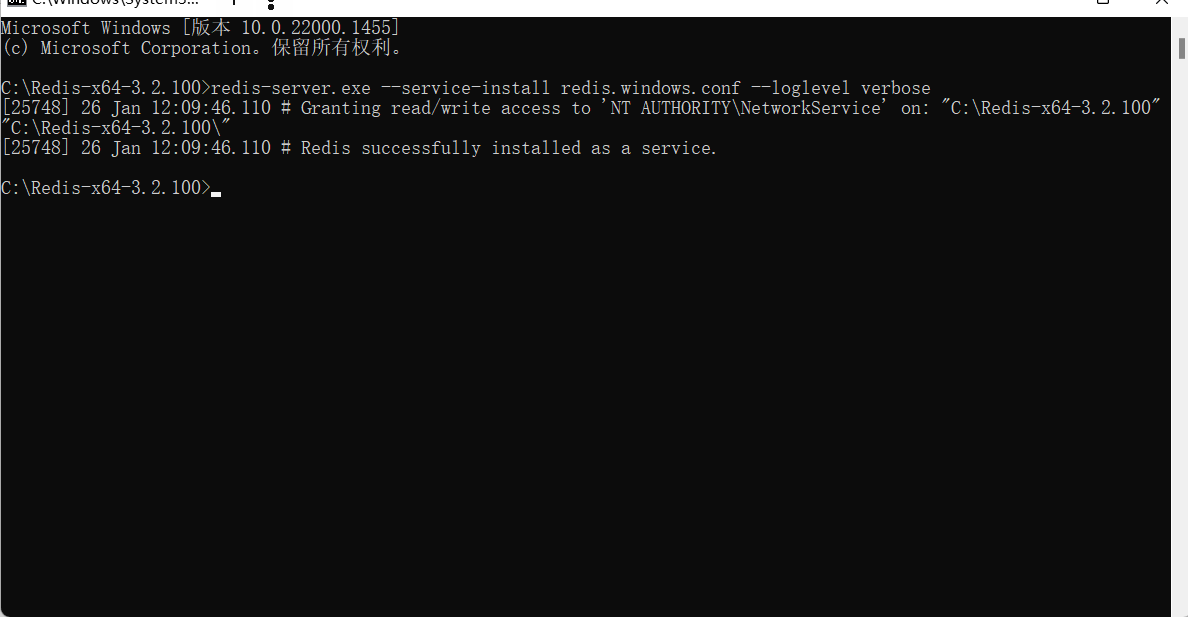 C:\Windows\System3...
Microsoft Windows [版本 10.0.22000.1455]
(c) Microsoft Corporation。保留所有权利。
C:\Redis-x64-3.2.100>redis-server.exe --service-install redis.windows.conf --loglevel verbose
[25748] 26 Jan 12:09:46.110 # Granting read/write access to 'NT AUTHORITY\NetworkService' on: "C:\Redis-x64-3.2.100"
"C:\Redis-x64-3.2.100\"
[25748] 26 Jan 12:09:46.110 # Redis successfully installed as a service.
C:\Redis-x64-3.2.100>